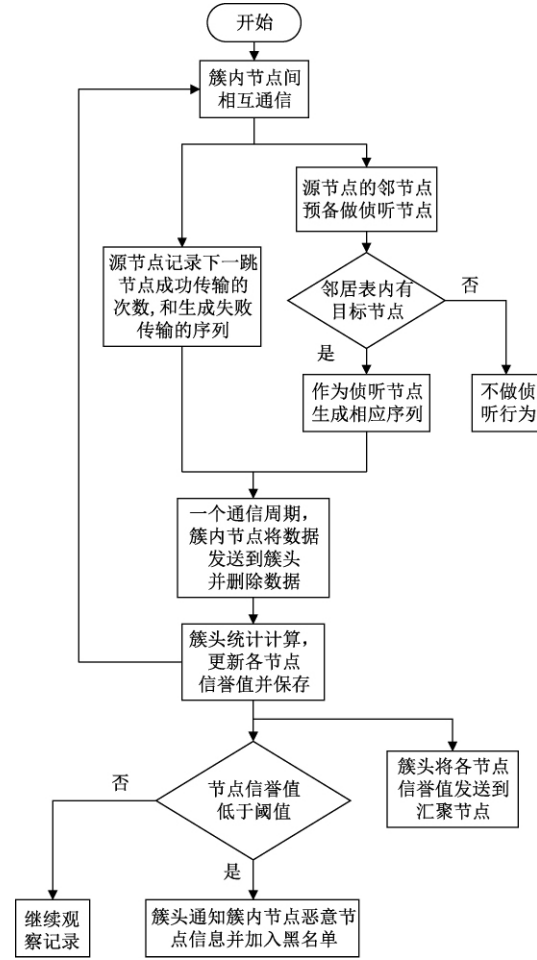 开始
簇内节点间
相互通信
源节点的邻节点
预备做侦听节点
源节点记录下一跳
节点成功传输的
次数,和生成失败
传输的序列
邻居表内有
目标节点
否
是
作为侦听节点
生成相应序列
不做侦
听行为
一个通信周期,
簇内节点将数据
发送到簇头
并删除数据
簇头统计计算,
更新各节点
信誉值并保存
节点信誉值
低于阈值
否
簇头将各节点
信誉值发送到
汇聚节点
是
继续观
察记录
簇头通知簇内节点恶意节
点信息并加入黑名单